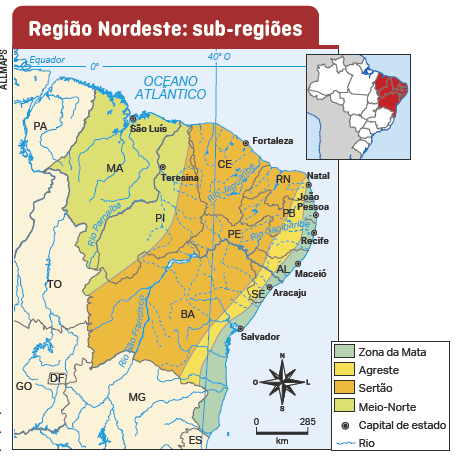 Região Nordeste: sub-regiões
ALLMAPS
Equador
0°
40° O
OCEANO
ATLÂNTICO
PA
São Luís
Fortaleza
MA
Teresina
CE
Rio Jaguaribe
RN
Natal
João
Pessoa
PB
Rio Parnaíba
PI
Rio Capibaribe
PE
Recife
AL
Maceió
TO
SE
Aracaju
BA
Rio São Francisco
Salvador
GO
DF
MG
ES
N
O
L
S
0
285
km
Zona da Mata
Agreste
Sertão
Meio-Norte
Capital de estado
Rio